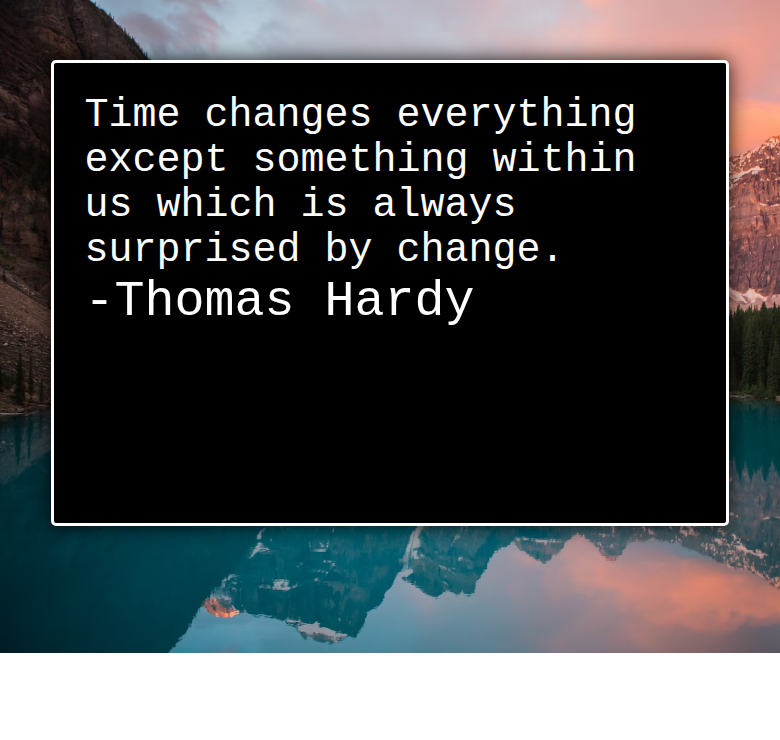 Time changes everything
except something within
us which is always
surprised by change.
-Thomas Hardy